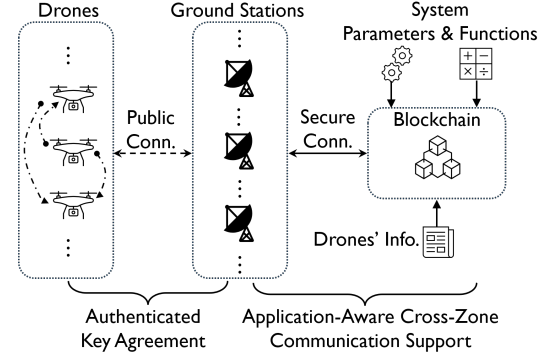 Drones
Ground Stations
System
Parameters & Functions
Public
Conn.
Secure
Conn.
Blockchain
Drones' Info.
Authenticated
Key Agreement
Application-Aware Cross-Zone
Communication Support